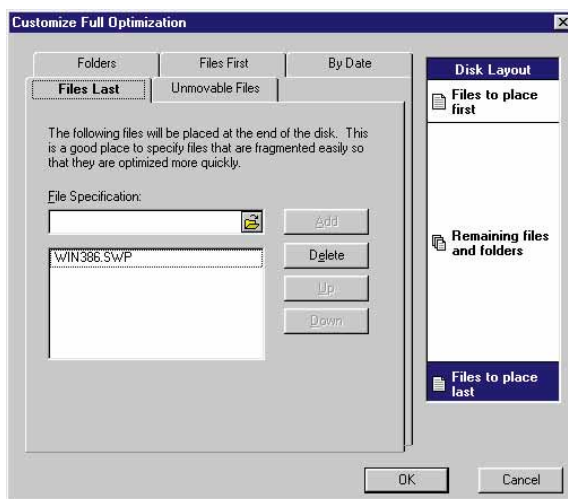 Customize Full Optimization
Folders
Files First
By Date
Files Last
Unmovable Files
The following files will be placed at the end of the disk. This
is a good place to specify files that are fragmented easily so
that they are optimized more quickly.
File Specification:
Add
WIN386.SWP
Delete
Up
Down
Disk Layout
Files to place
first
Remaining files
and folders
Files to place
last
OK
Cancel